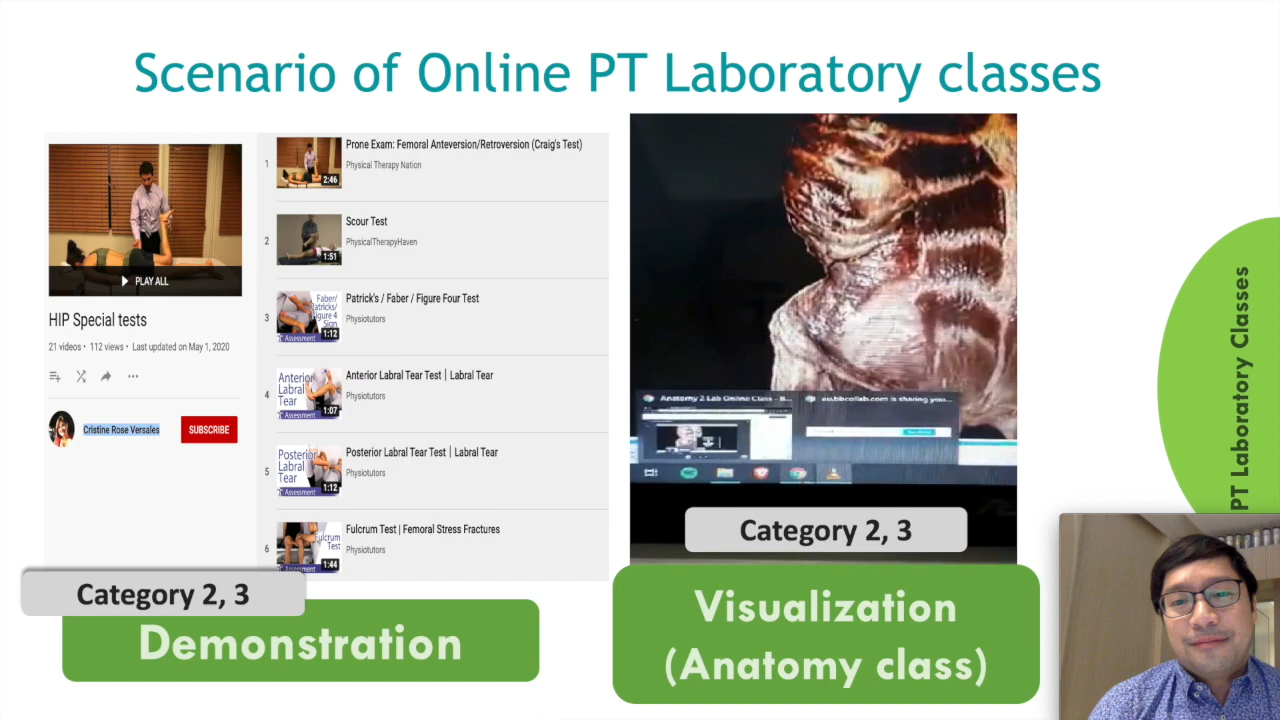 Scenario of Online PT Laboratory classes
PLAY ALL
HIP Special tests
21 videos • 112 views • Last updated on May 1, 2020
Cristine Rose Versales
SUBSCRIBE
1
2:46
Prone Exam: Femoral Anteversion/Retroversion (Craig's Test)
Physical Therapy Nation
2
1:51
Scour Test
PhysicalTherapyHaven
3
Faber/
Patricks/
Figure 4
Sign
1:12
Assessment
Patrick's / Faber / Figure Four Test
Physiotutors
4
Anterior
Labral
Tear
1:07
Assessment
Anterior Labral Tear Test | Labral Tear
Physiotutors
5
Posterior
Labral
Tear
1:12
Assessment
Posterior Labral Tear Test | Labral Tear
Physiotutors
6
Fulcrum
Test
1:44
Fulcrum Test | Femoral Stress Fractures
Physiotutors
Category 2, 3
Demonstration
Anatomy 2 Lab Online Class - B...
is sharing you...
Category 2, 3
Visualization
(Anatomy class)
PT Laboratory Classes